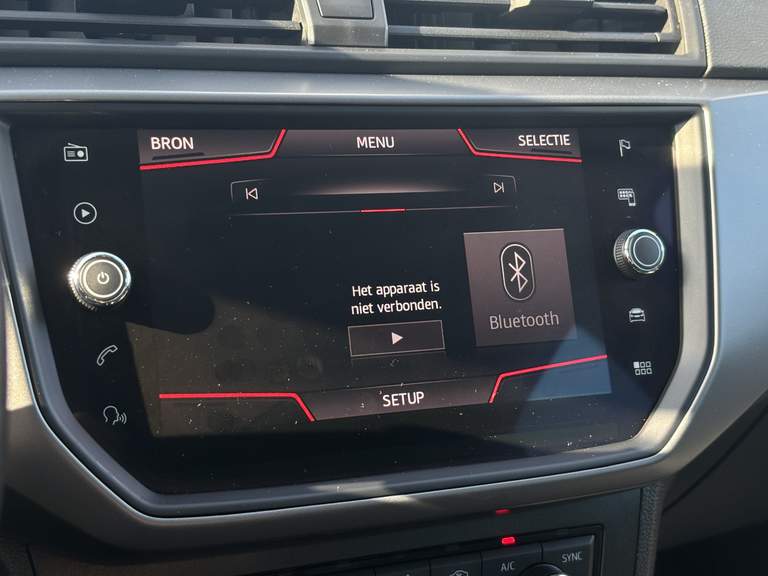 BRON
MENU
SELECTIE
Het apparaat is
niet verbonden.
Bluetooth
SETUP
A/C
SYNC